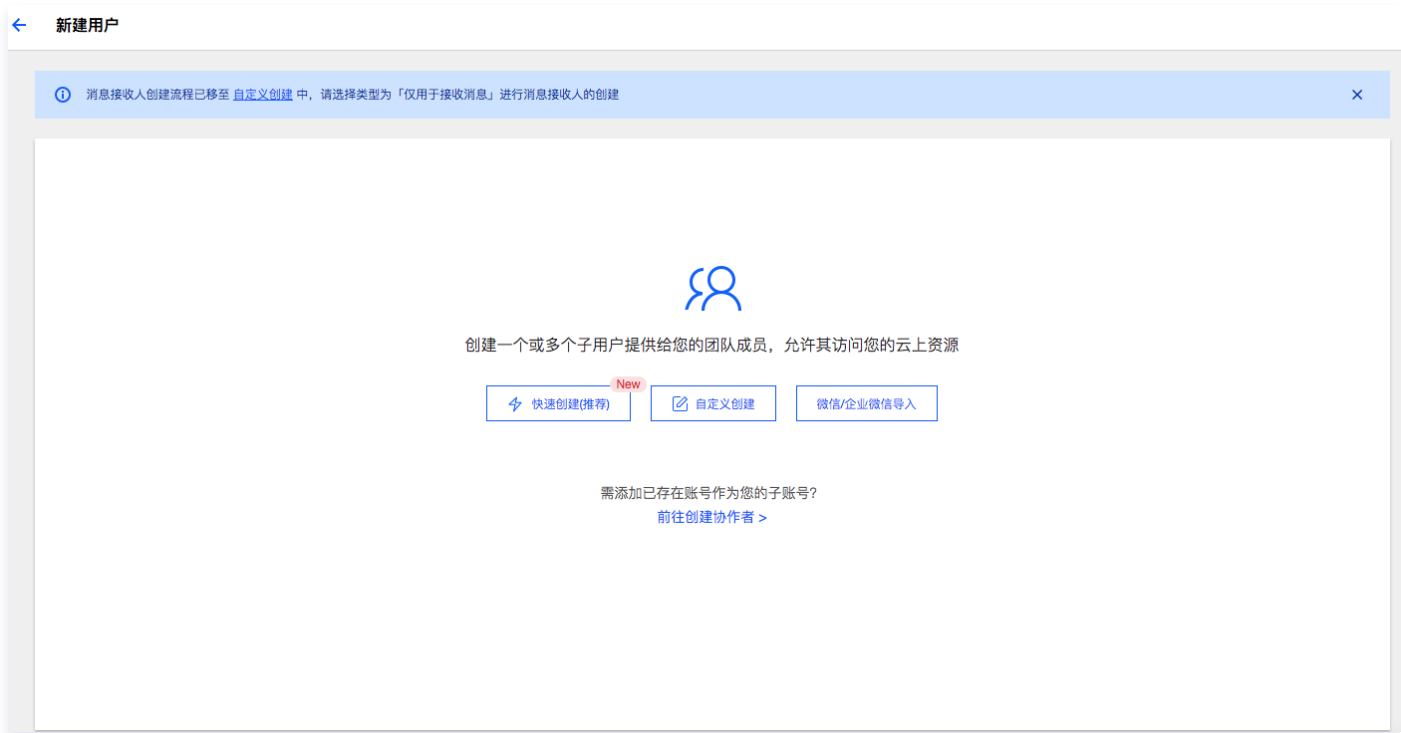 新建用户
消息接收人创建流程已移至 自定义创建 中，请选择类型为「仅用于接收消息」进行消息接收人的创建
创建一个或多个子用户提供给您的团队成员，允许其访问您的云上资源
New
快速创建(推荐)
自定义创建
微信/企业微信导入
需添加已存在账号作为您的子账号?
前往创建协作者 >